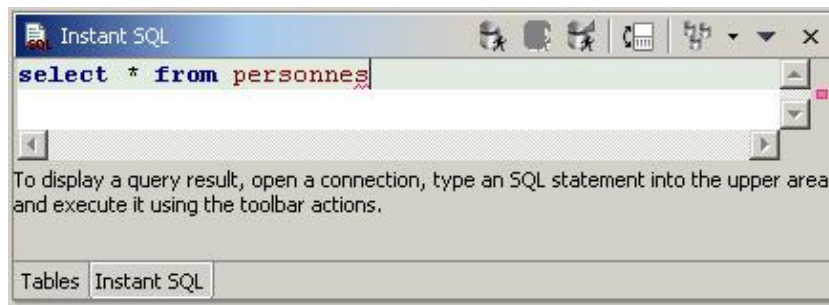 Instant SQL
select * from personnes
To display a query result, open a connection, type an SQL statement into the upper area
and execute it using the toolbar actions.
Tables Instant SQL